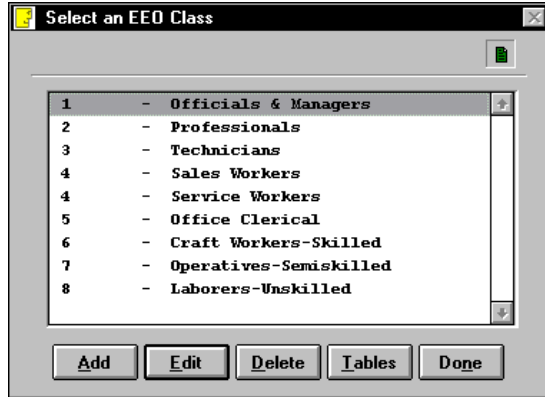 Select an EEO Class
1 - Officials & Managers
2 - Professionals
3 - Technicians
4 - Sales Workers
4 - Service Workers
5 - Office Clerical
6 - Craft Workers-Skilled
7 - Operatives-Semiskilled
8 - Laborers-Unskilled
Add Edit Delete Tables Done